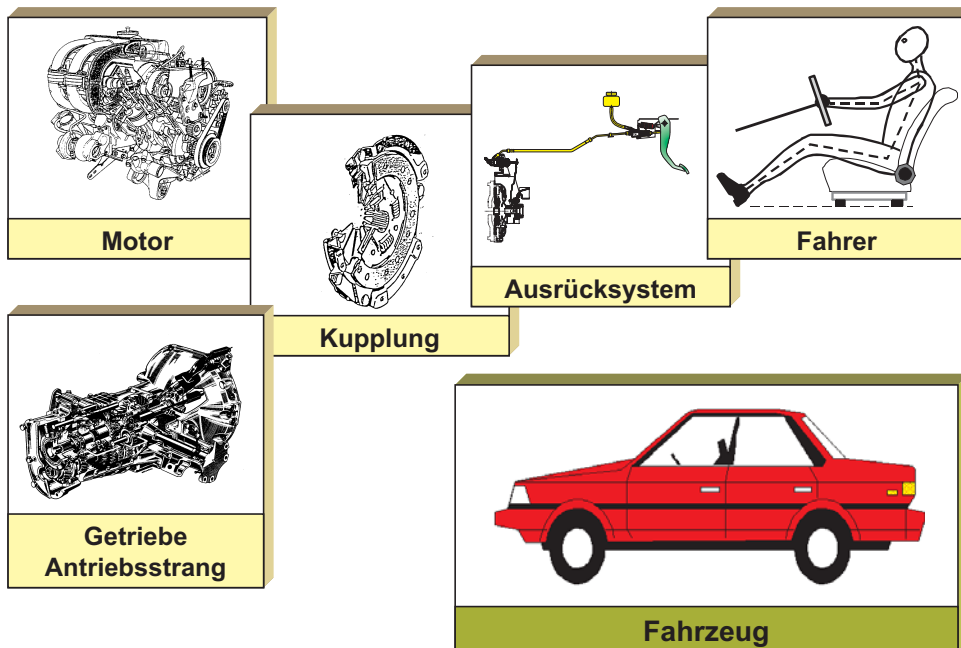 Motor
Kupplung
Ausrücksystem
Fahrer
Getriebe
Antriebsstrang
Fahrzeug